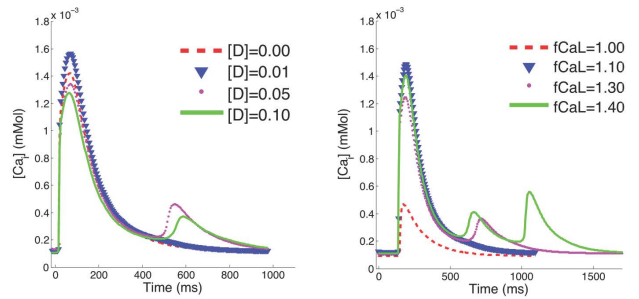 x 10⁻³
1.8
1.6
1.4
1.2
1
0.8
0.6
0.4
0.2
0
[Caᵢ] (mMol)
[D]=0.00
[D]=0.01
[D]=0.05
[D]=0.10
0 200 400 600 800 1000
Time (ms)
x 10⁻³
1.8
1.6
1.4
1.2
1
0.8
0.6
0.4
0.2
0
[Caᵢ] (mMol)
fCaL=1.00
fCaL=1.10
fCaL=1.30
fCaL=1.40
0 500 1000 1500
Time (ms)